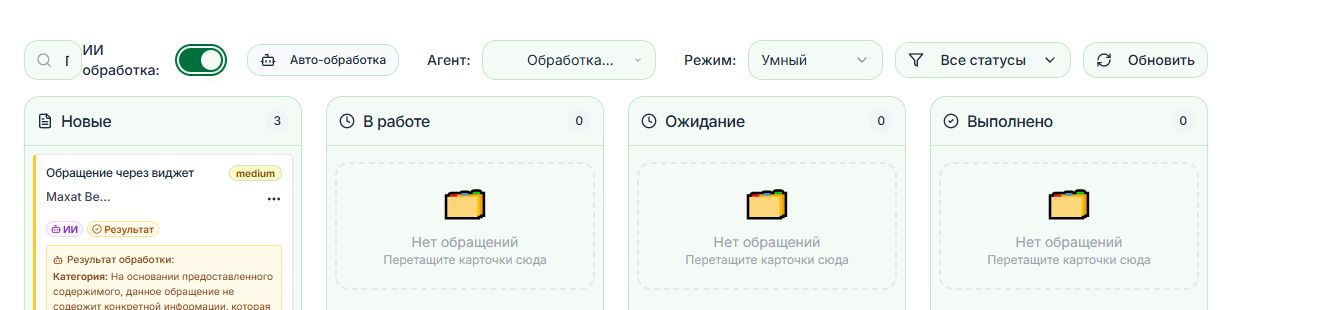 ИИ
обработка:
Авто-обработка
Агент:
Обработка...
Режим:
Умный
Все статусы
Обновить
Новые
3
В работе
0
Ожидание
0
Выполнено
0
Обращение через виджет
medium
Maxat Be...
ИИ
Результат
Результат обработки:
Категория: На основании предоставленного
содержимого, данное обращение не
содержит конкретной информации, которая
Нет обращений
Перетащите карточки сюда
Нет обращений
Перетащите карточки сюда
Нет обращений
Перетащите карточки сюда